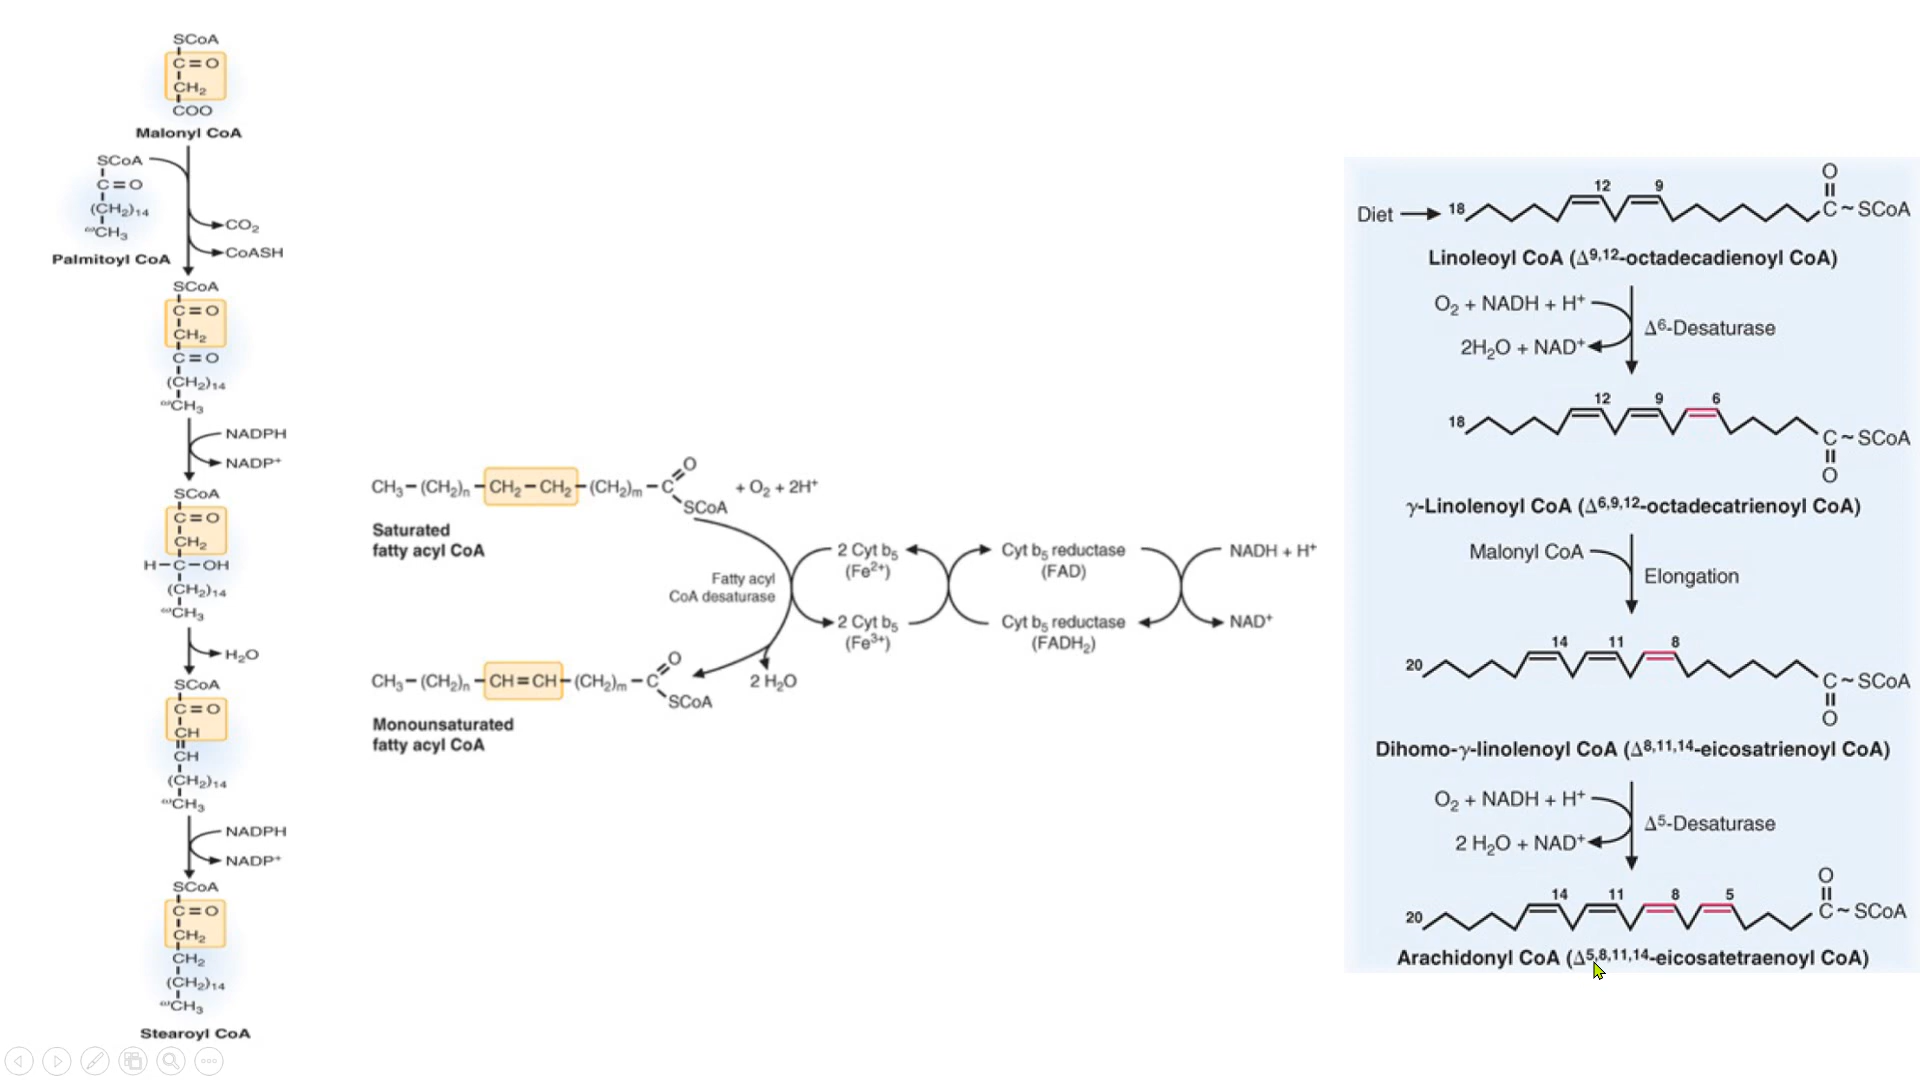 SCoA
C=O
CH₂
COO
Malonyl CoA
SCoA
C=O
(CH₂)₁₄
ωCH₃
Palmitoyl CoA
CO₂
CoASH
SCoA
C=O
CH₂
C=O
(CH₂)₁₄
ωCH₃
NADPH
NADP⁺
SCoA
C=O
CH₂
H–C–OH
(CH₂)₁₄
ωCH₃
H₂O
SCoA
C=O
CH
CH
(CH₂)₁₄
ωCH₃
NADPH
NADP⁺
SCoA
C=O
CH₂
CH₂
(CH₂)₁₄
ωCH₃
Stearoyl CoA
O
CH₃–(CH₂)ₙ–CH₂–CH₂–(CH₂)ₘ–C + O₂ + 2H⁺
SCoA
Saturated
fatty acyl CoA
Fatty acyl
CoA desaturase
2 Cyt b₅
(Fe²⁺)
Cyt b₅ reductase
(FAD)
NADH + H⁺
2 Cyt b₅
(Fe³⁺)
Cyt b₅ reductase
(FADH₂)
NAD⁺
O
CH₃–(CH₂)ₙ–CH=CH–(CH₂)ₘ–C
SCoA
2 H₂O
Monounsaturated
fatty acyl CoA
O
12 9
Diet 18 C~SCoA
Linoleoyl CoA (Δ⁹,¹²-octadecadienoyl CoA)
O₂ + NADH + H⁺
Δ⁶-Desaturase
2H₂O + NAD⁺
12 9 6
18 C~SCoA
O
γ-Linolenoyl CoA (Δ⁶,⁹,¹²-octadecatrienoyl CoA)
Malonyl CoA
Elongation
14 11 8
20 C~SCoA
O
Dihomo-γ-linolenoyl CoA (Δ⁸,¹¹,¹⁴-eicosatrienoyl CoA)
O₂ + NADH + H⁺
Δ⁵-Desaturase
2 H₂O + NAD⁺
O
14 11 8 5
20 C~SCoA
Arachidonyl CoA (Δ⁵,⁸,¹¹,¹⁴-eicosatetraenoyl CoA)